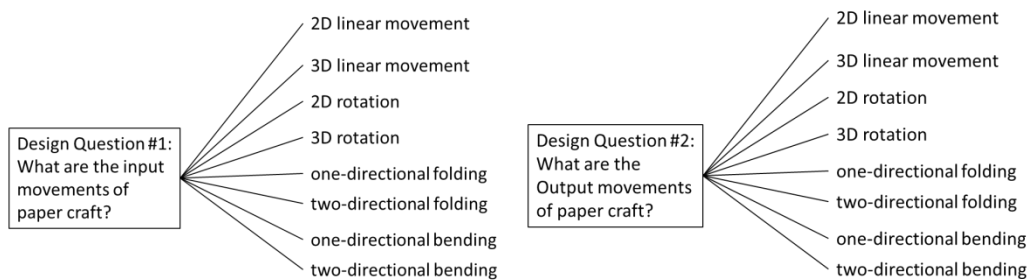 Design Question #1:
What are the input
movements of
paper craft?
2D linear movement
3D linear movement
2D rotation
3D rotation
one-directional folding
two-directional folding
one-directional bending
two-directional bending
Design Question #2:
What are the
Output movements
of paper craft?
2D linear movement
3D linear movement
2D rotation
3D rotation
one-directional folding
two-directional folding
one-directional bending
two-directional bending